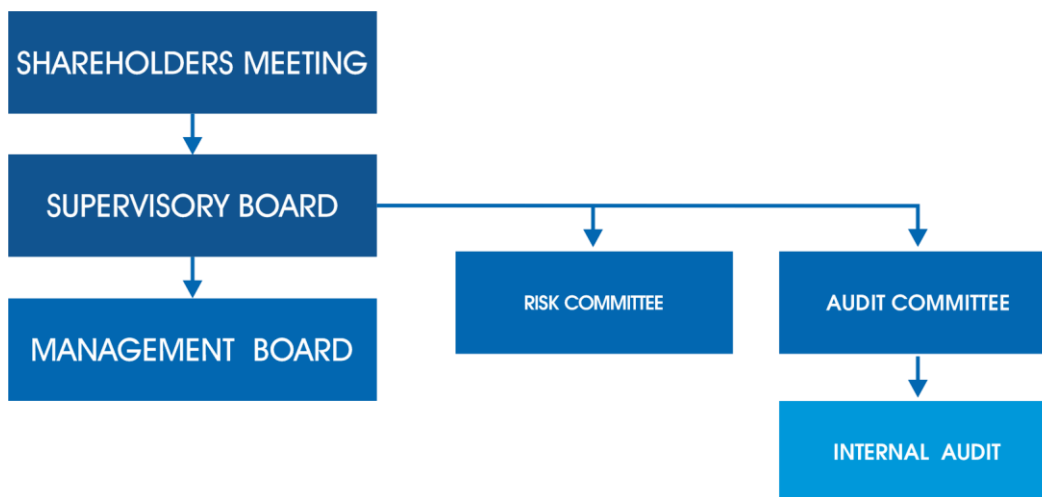 SHAREHOLDERS MEETING
SUPERVISORY BOARD
RISK COMMITTEE
AUDIT COMMITTEE
MANAGEMENT BOARD
INTERNAL AUDIT